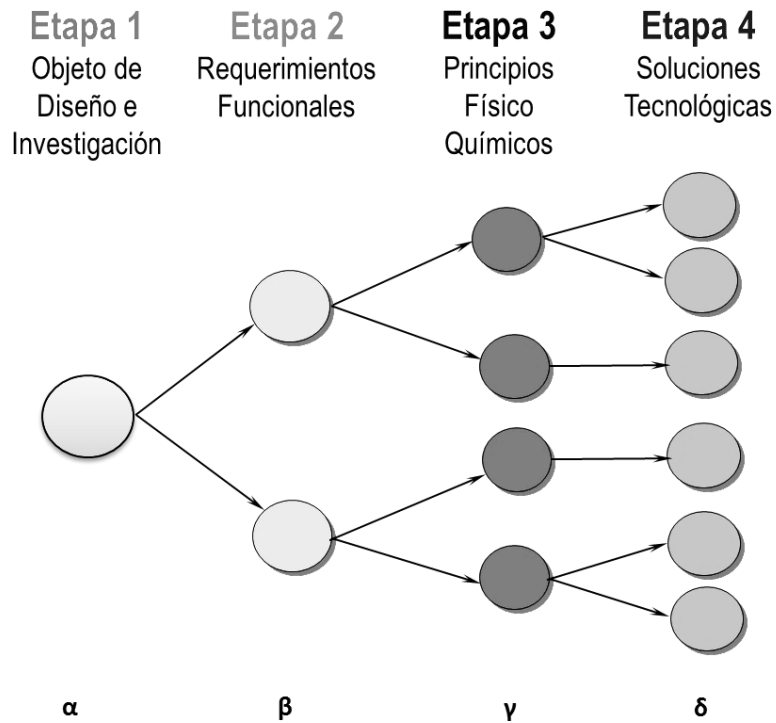 Etapa 1
Objeto de
Diseño e
Investigación
Etapa 2
Requerimientos
Funcionales
Etapa 3
Principios
Físico
Químicos
Etapa 4
Soluciones
Tecnológicas
α
β
γ
δ